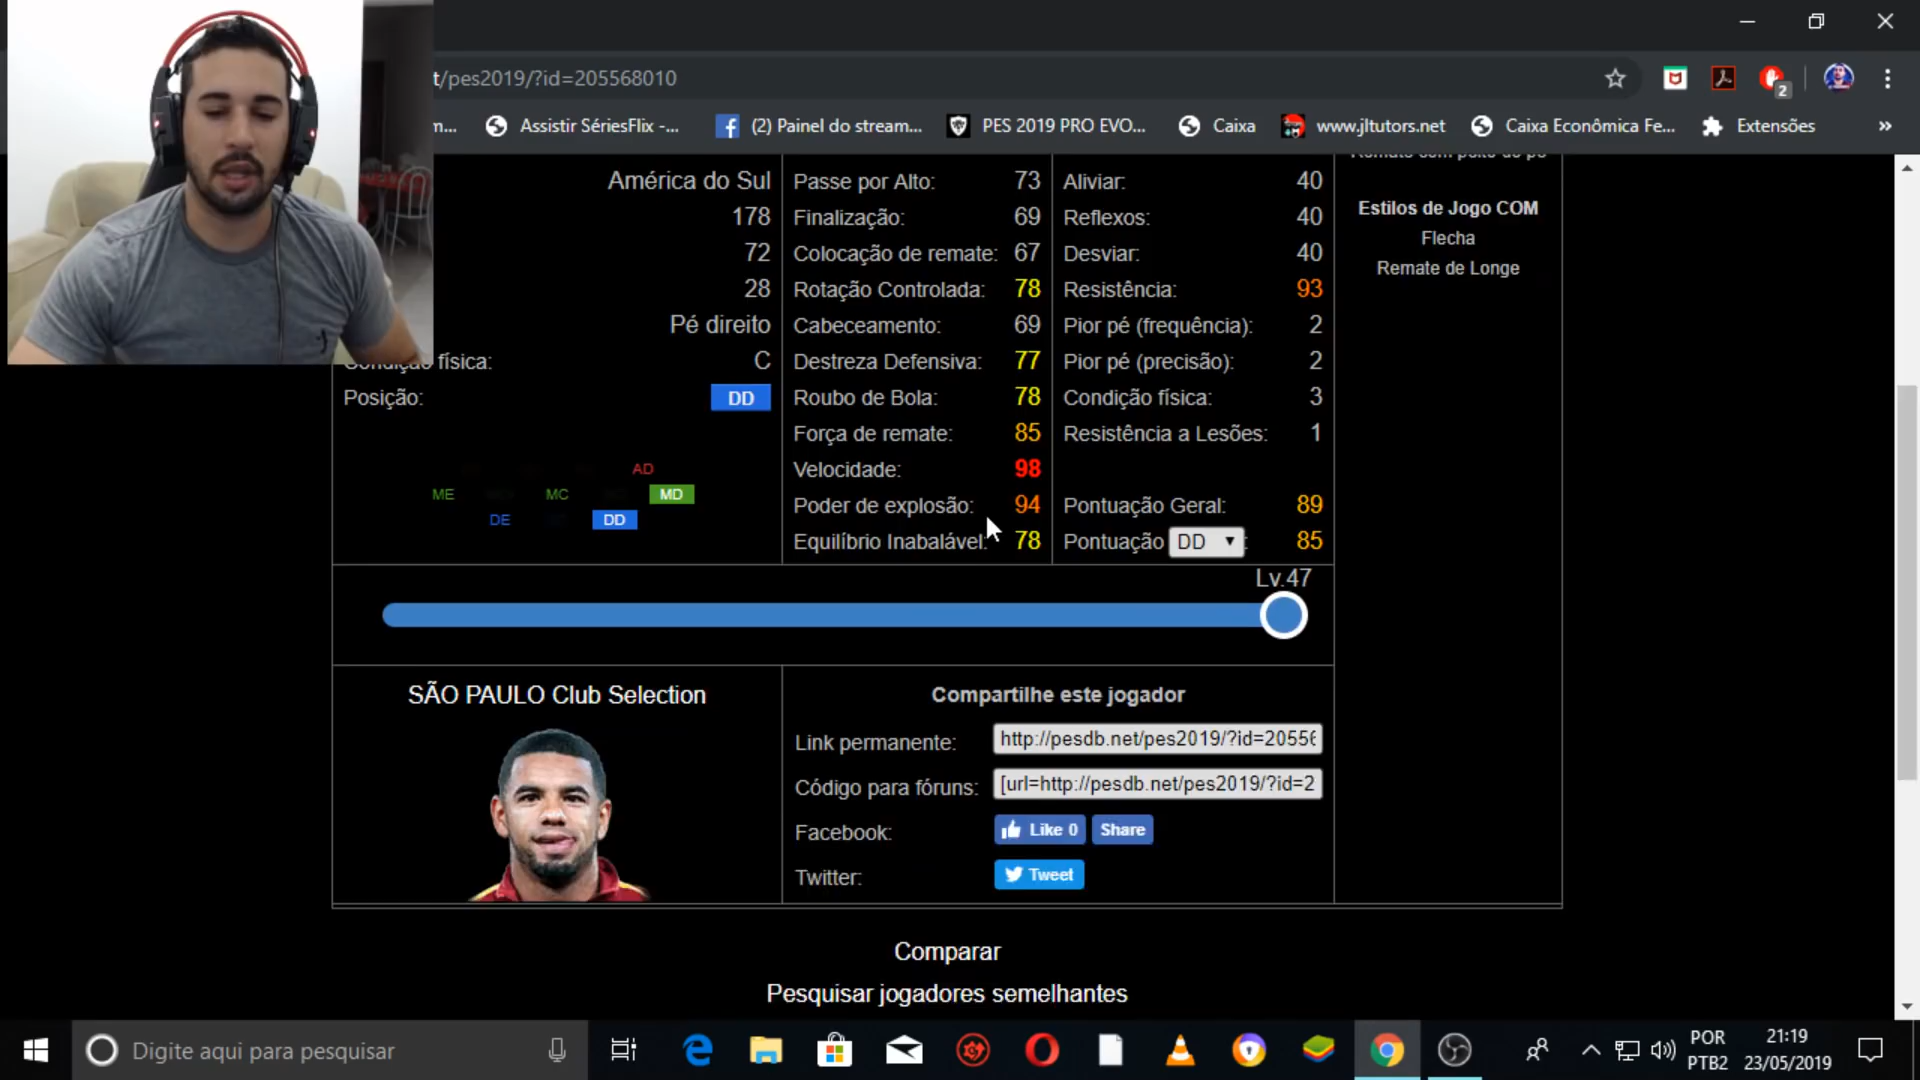 t/pes2019/?id=205568010
2
m...
Assistir SériesFlix -...
(2) Painel do stream...
PES 2019 PRO EVO...
Caixa
www.jltutors.net
Caixa Econômica Fe...
Extensões
»
América do Sul
178
72
28
Pé direito
Condição física: C
Posição: DD
AD
ME MC MD
DE DD
Passe por Alto: 73
Finalização: 69
Colocação de remate: 67
Rotação Controlada: 78
Cabeceamento: 69
Destreza Defensiva: 77
Roubo de Bola: 78
Força de remate: 85
Velocidade: 98
Poder de explosão: 94
Equilíbrio Inabalável: 78
Aliviar: 40
Reflexos: 40
Desviar: 40
Resistência: 93
Pior pé (frequência): 2
Pior pé (precisão): 2
Condição física: 3
Resistência a Lesões: 1
Pontuação Geral: 89
Pontuação DD : 85
Remate com peito do pé
Estilos de Jogo COM
Flecha
Remate de Longe
Lv.47
SÃO PAULO Club Selection
Compartilhe este jogador
Link permanente: http://pesdb.net/pes2019/?id=2055
Código para fóruns: [url=http://pesdb.net/pes2019/?id=2
Facebook: Like 0 Share
Twitter: Tweet
Comparar
Pesquisar jogadores semelhantes
Digite aqui para pesquisar
POR
PTB2
21:19
23/05/2019